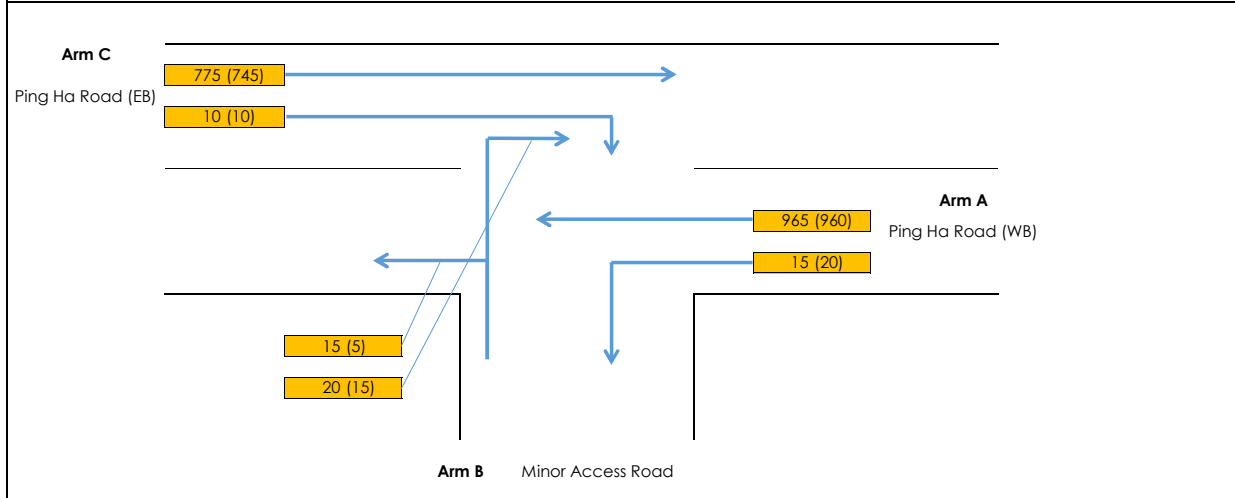 Arm C
775 (745)
Ping Ha Road (EB)
10 (10)
Arm A
965 (960)
Ping Ha Road (WB)
15 (20)
15 (5)
20 (15)
Arm B Minor Access Road